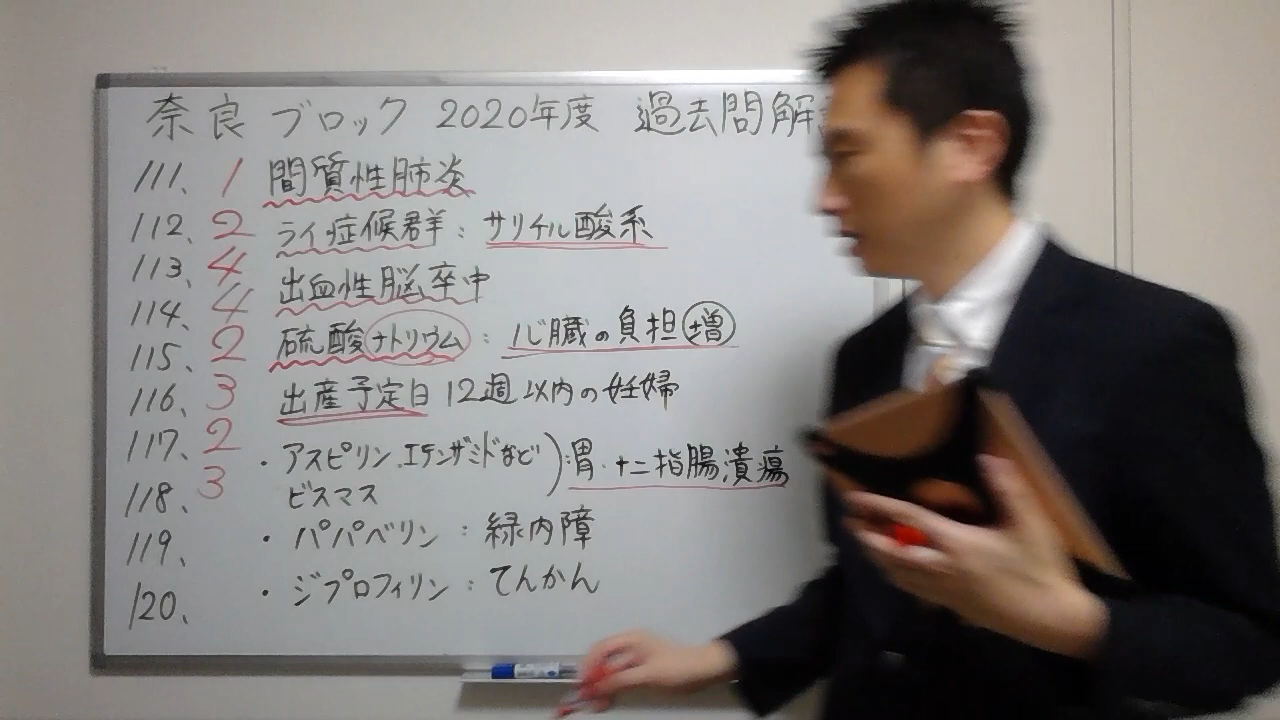 奈良 ブロック 2020年度 過去問解
111、 1 間質性肺炎
112、 2 ライ症候群：サリチル酸系
113、 4 出血性脳卒中
114、 4
115、 2 硫酸ナトリウム：心臓の負担増
116、 3 出産予定日12週以内の妊婦
117、 2
・アスピリン、エテンザミドなど
118、 3 ビスマス
胃・十二指腸潰瘍
119、 ・パパベリン：緑内障
120、 ・ジプロフィリン：てんかん